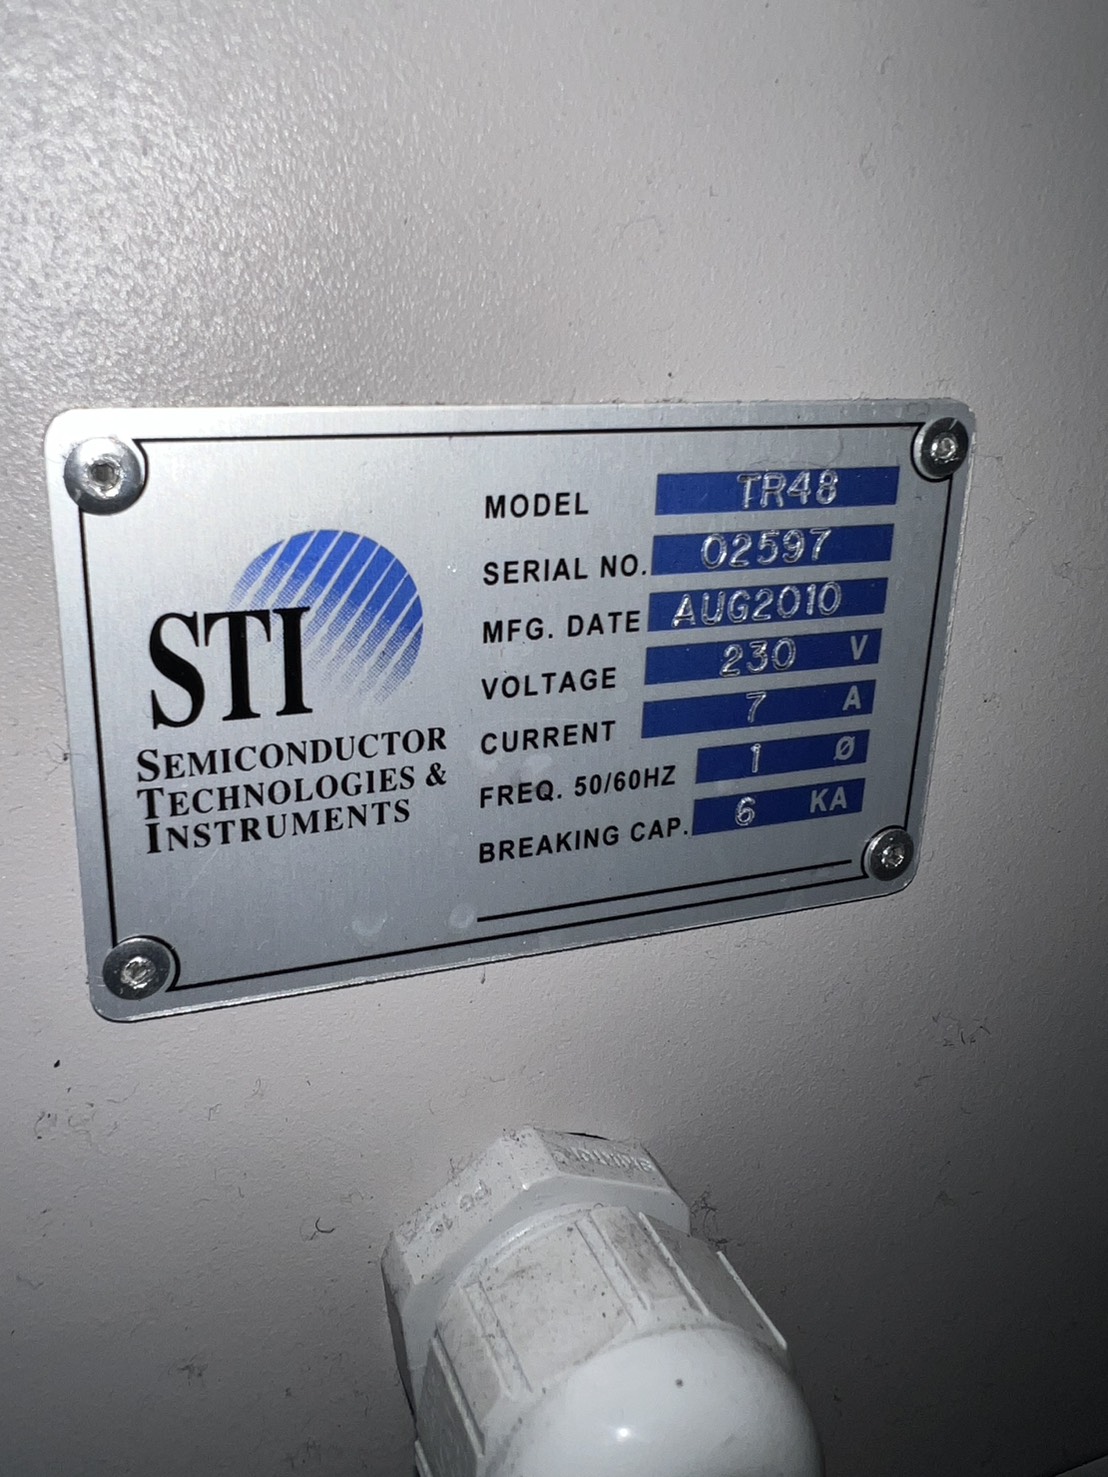 STI
SEMICONDUCTOR
TECHNOLOGIES &
INSTRUMENTS
MODEL TR48
SERIAL NO. 02597
MFG. DATE AUG2010
VOLTAGE 230 V
CURRENT 7 A
FREQ. 50/60HZ 1 Ø
BREAKING CAP. 6 KA
PG